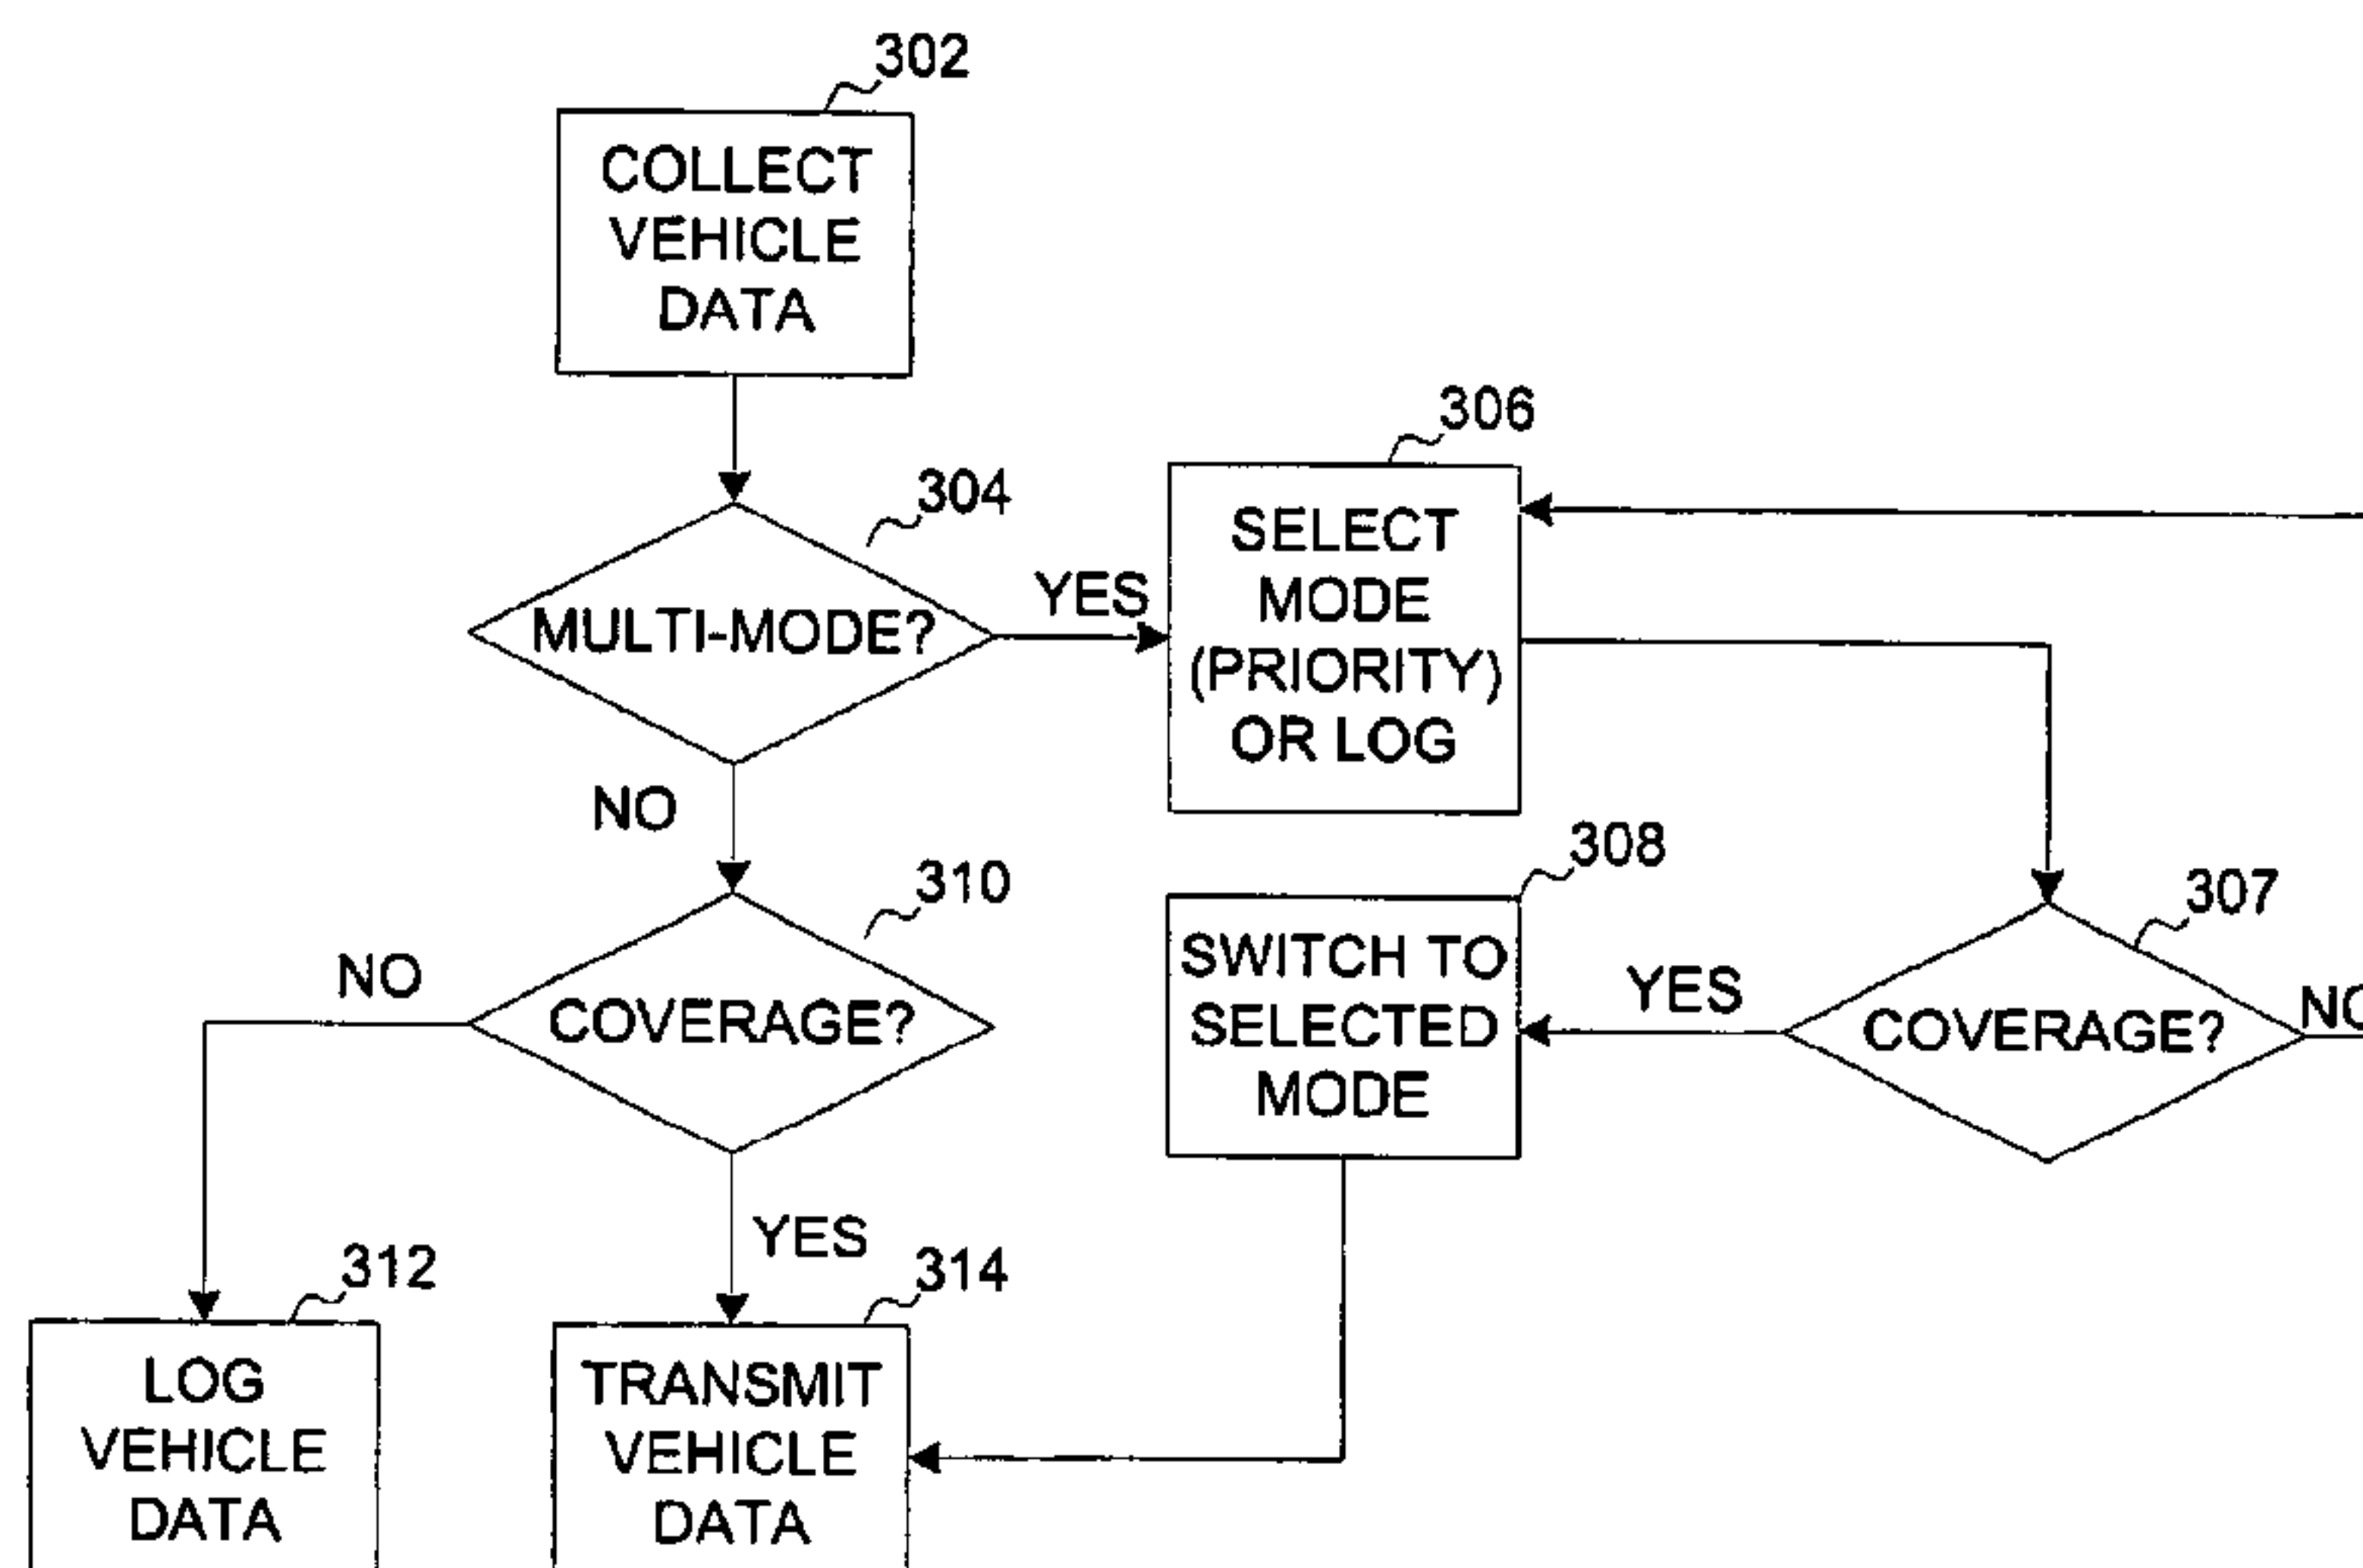 302
COLLECT
VEHICLE
DATA
304
MULTI-MODE?
YES
306
SELECT
MODE
(PRIORITY)
OR LOG
NO
308
SWITCH TO
SELECTED
MODE
307
COVERAGE?
YES
NO
310
COVERAGE?
NO
YES
312
LOG
VEHICLE
DATA
314
TRANSMIT
VEHICLE
DATA